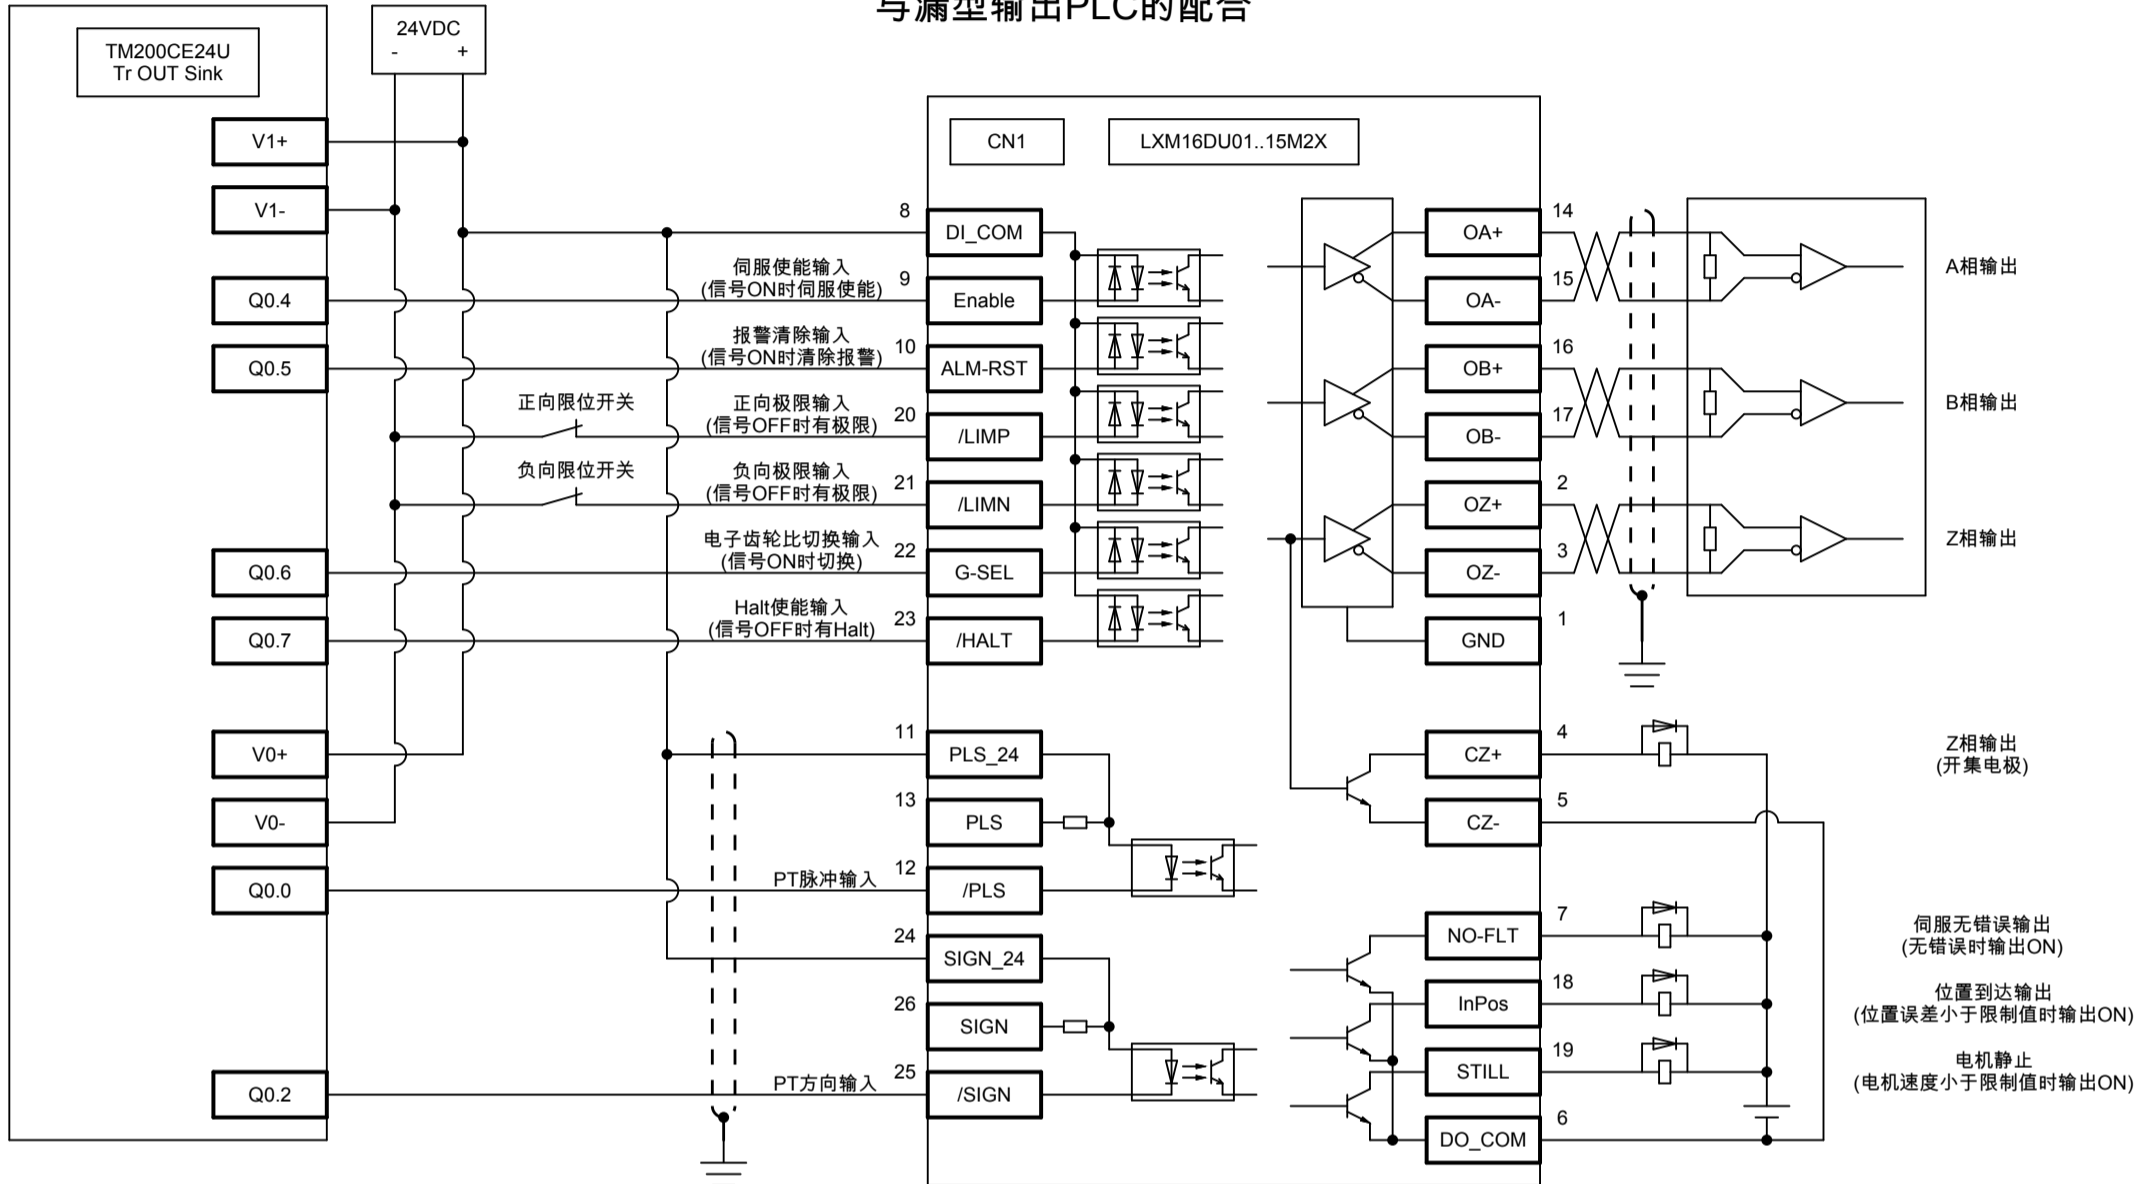 与漏型输出PLC的配合
TM200CE24U
Tr OUT Sink
24VDC
- +
V1+
V1-
Q0.4
Q0.5
Q0.6
Q0.7
V0+
V0-
Q0.0
Q0.2
正向限位开关
负向限位开关
伺服使能输入
(信号ON时伺服使能)
报警清除输入
(信号ON时清除报警)
正向极限输入
(信号OFF时有极限)
负向极限输入
(信号OFF时有极限)
电子齿轮比切换输入
(信号ON时切换)
Halt使能输入
(信号OFF时有Halt)
PT脉冲输入
PT方向输入
CN1
LXM16DU01..15M2X
8 DI_COM
9 Enable
10 ALM-RST
20 /LIMP
21 /LIMN
22 G-SEL
23 /HALT
11 PLS_24
13 PLS
12 /PLS
24 SIGN_24
26 SIGN
25 /SIGN
OA+ 14
OA- 15
OB+ 16
OB- 17
OZ+ 2
OZ- 3
GND 1
CZ+ 4
CZ- 5
NO-FLT 7
InPos 18
STILL 19
DO_COM 6
A相输出
B相输出
Z相输出
Z相输出
(开集电极)
伺服无错误输出
(无错误时输出ON)
位置到达输出
(位置误差小于限制值时输出ON)
电机静止
(电机速度小于限制值时输出ON)